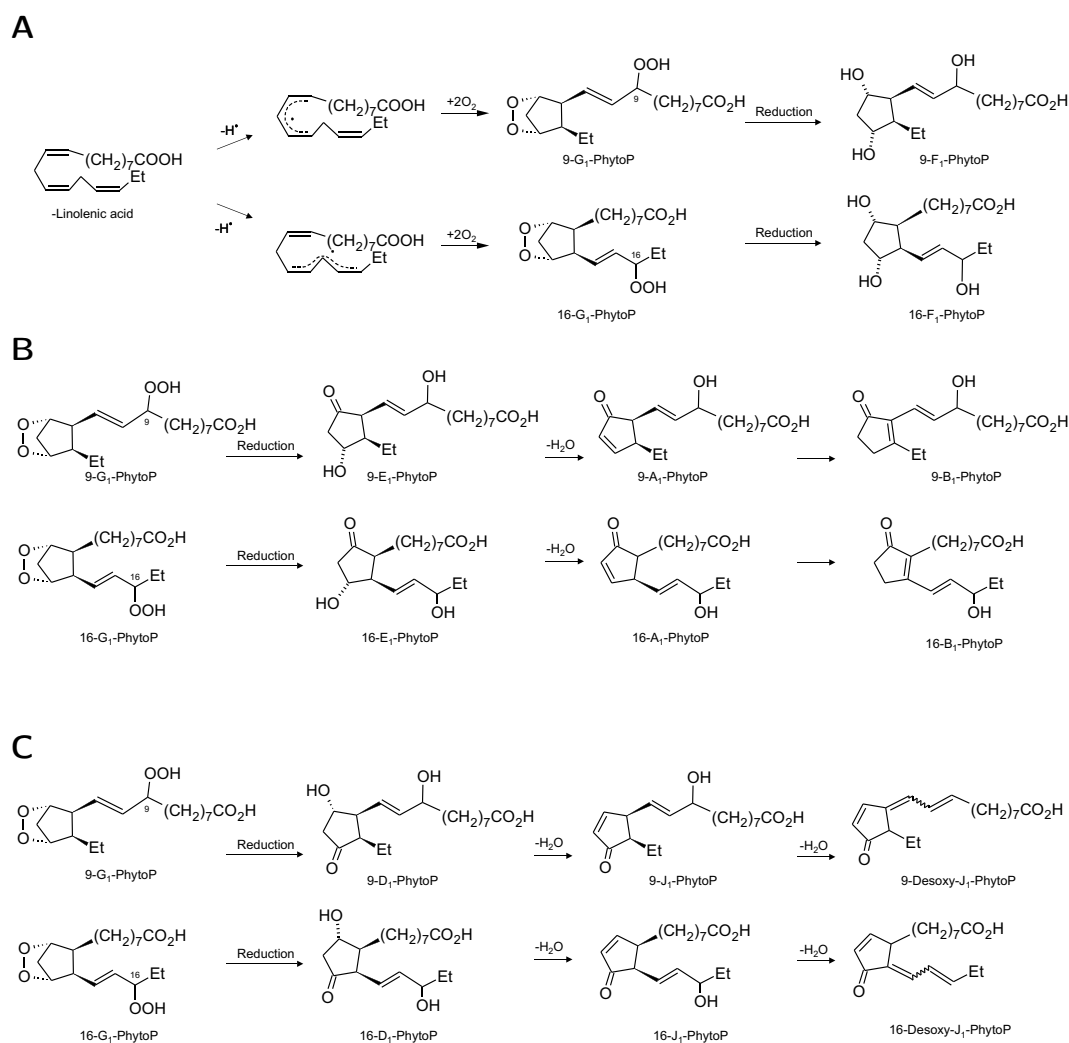 A
OOH
HO
OH
(CH₂)₇COOH
Et
+2O₂
O
O
9
(CH₂)₇CO₂H
Reduction
(CH₂)₇CO₂H
-H•
Et
Et
HO
(CH₂)₇COOH
Et
9-G₁-PhytoP
9-F₁-PhytoP
-Linolenic acid
-H•
(CH₂)₇COOH
Et
+2O₂
O
O
(CH₂)₇CO₂H
Et
16
OOH
Reduction
HO
(CH₂)₇CO₂H
Et
HO
OH
16-G₁-PhytoP
16-F₁-PhytoP
B
OOH
O
OH
O
OH
O
OH
O
O
9
(CH₂)₇CO₂H
Reduction
(CH₂)₇CO₂H
-H₂O
(CH₂)₇CO₂H
(CH₂)₇CO₂H
Et
Et
HO
Et
Et
9-G₁-PhytoP
9-E₁-PhytoP
9-A₁-PhytoP
9-B₁-PhytoP
O
O
(CH₂)₇CO₂H
Et
16
OOH
Reduction
O
(CH₂)₇CO₂H
Et
HO
OH
-H₂O
O
(CH₂)₇CO₂H
Et
OH
O
(CH₂)₇CO₂H
Et
OH
16-G₁-PhytoP
16-E₁-PhytoP
16-A₁-PhytoP
16-B₁-PhytoP
C
OOH
HO
OH
OH
O
O
9
(CH₂)₇CO₂H
Reduction
(CH₂)₇CO₂H
-H₂O
(CH₂)₇CO₂H
-H₂O
(CH₂)₇CO₂H
Et
O
Et
O
Et
O
Et
9-G₁-PhytoP
9-D₁-PhytoP
9-J₁-PhytoP
9-Desoxy-J₁-PhytoP
O
O
(CH₂)₇CO₂H
Et
16
OOH
Reduction
HO
(CH₂)₇CO₂H
Et
O
OH
-H₂O
(CH₂)₇CO₂H
Et
O
OH
-H₂O
(CH₂)₇CO₂H
Et
O
16-G₁-PhytoP
16-D₁-PhytoP
16-J₁-PhytoP
16-Desoxy-J₁-PhytoP